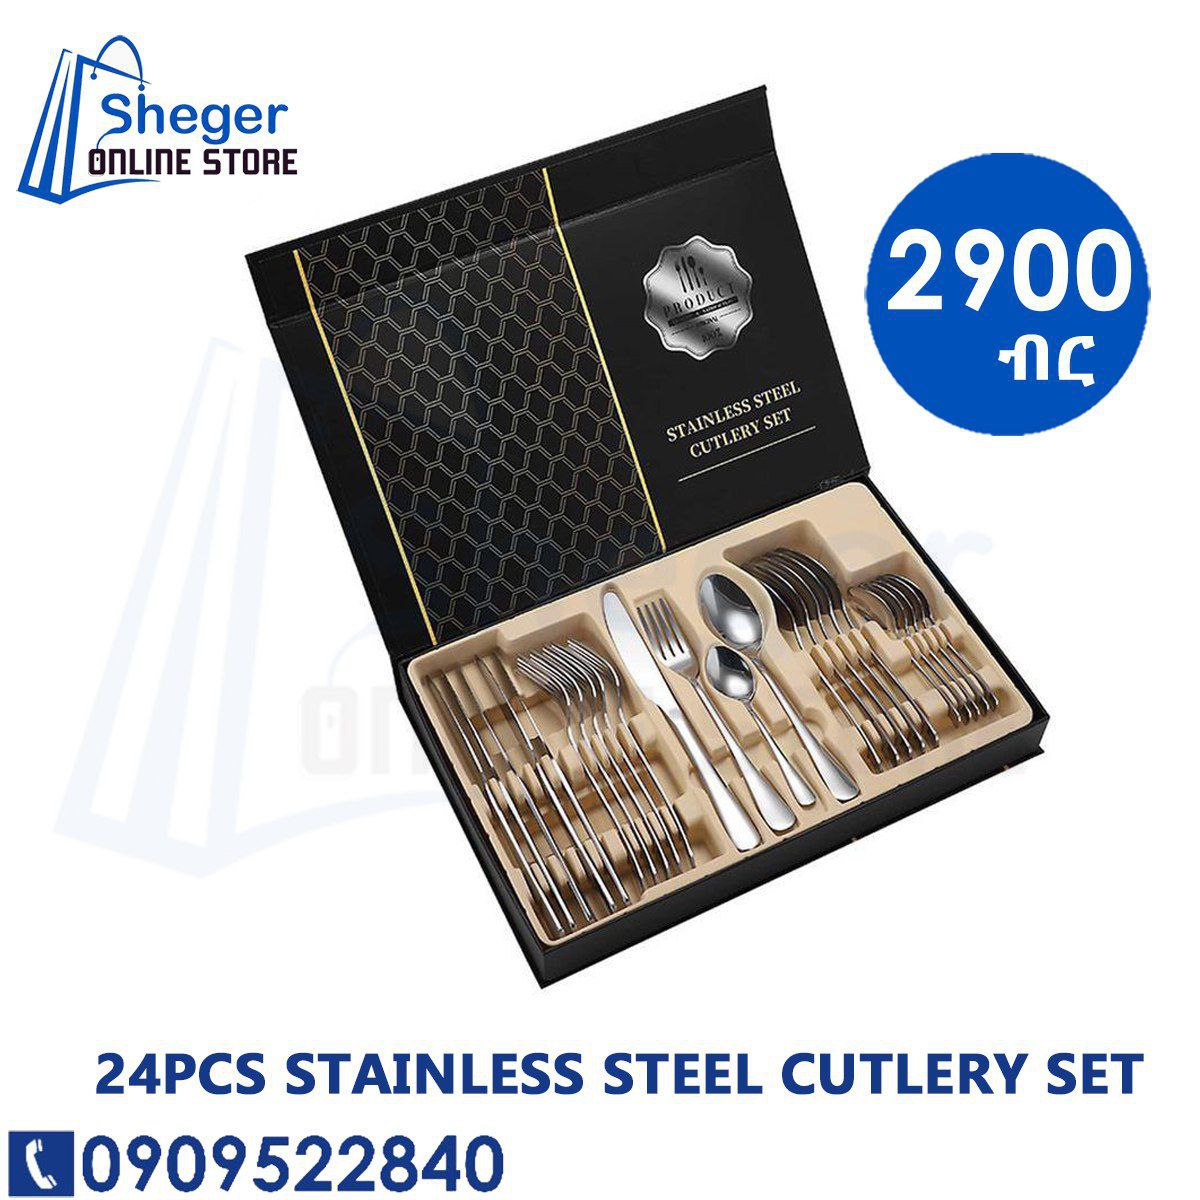 Sheger
ONLINE STORE
2900
ብር
PRODUCT
STAINLESS STEEL
CUTLERY SET
24PCS STAINLESS STEEL CUTLERY SET
0909522840